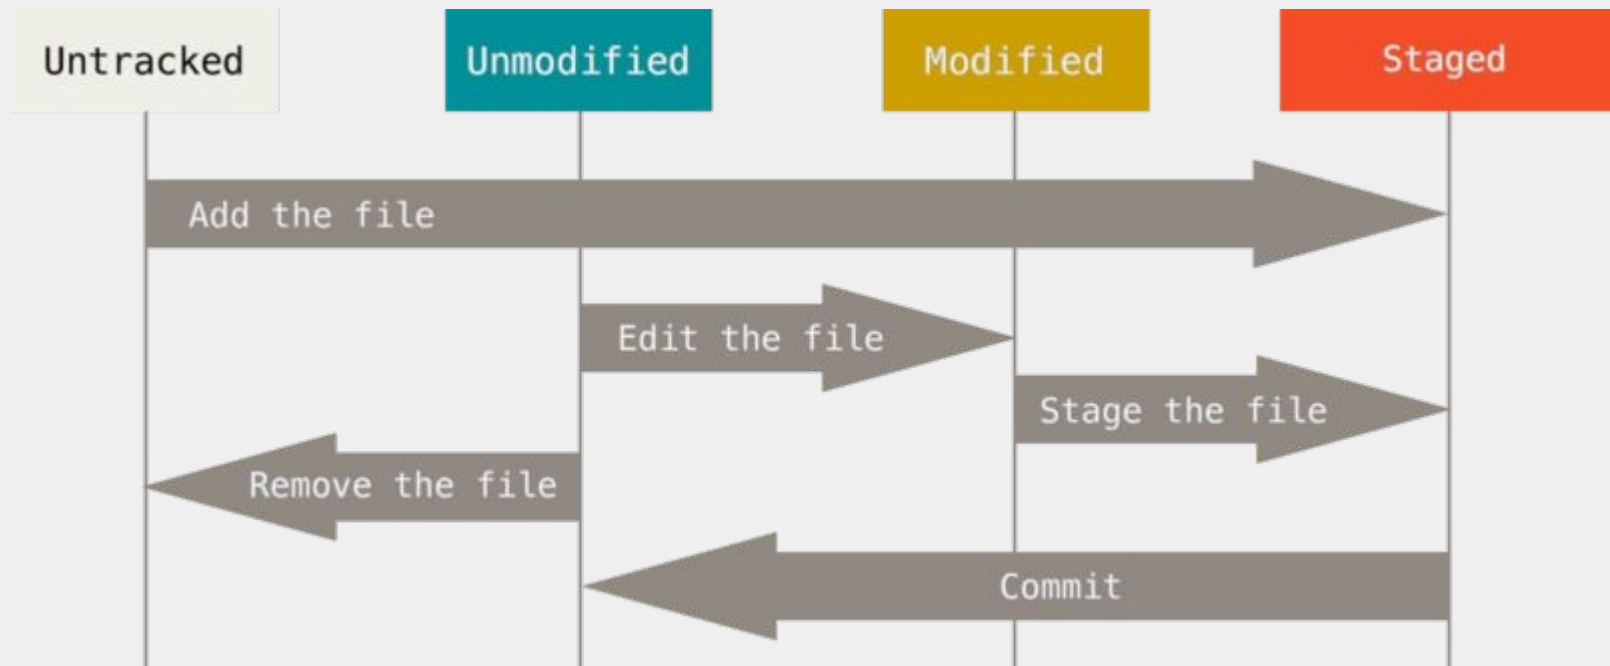 Untracked
Unmodified
Modified
Staged
Add the file
Edit the file
Stage the file
Remove the file
Commit